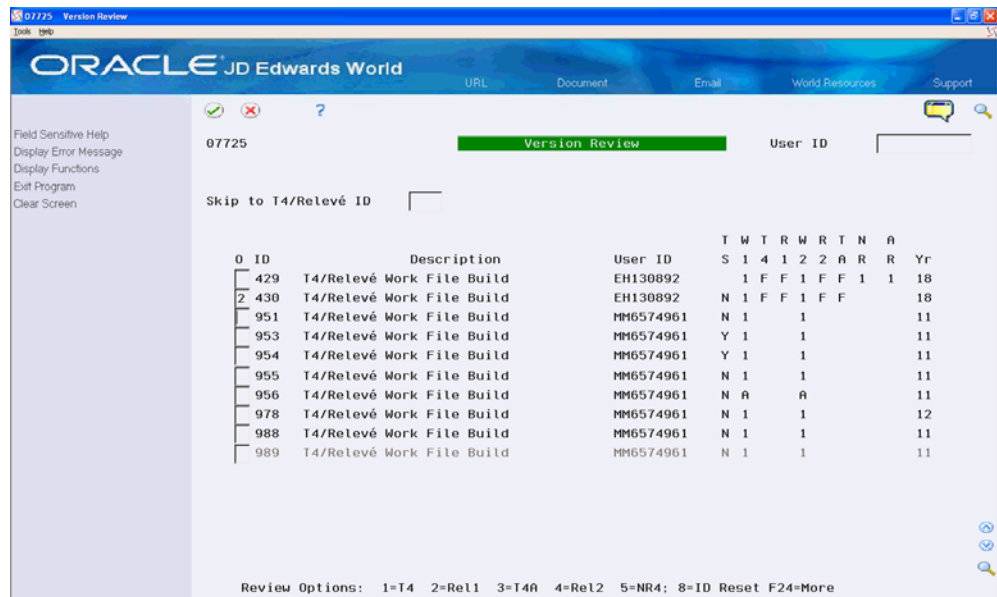 07725 Version Review
Tools Help
ORACLE JD Edwards World
URL Document Email World Resources Support
?
Field Sensitive Help
Display Error Message
Display Functions
Exit Program
Clear Screen
07725 Version Review User ID
Skip to T4/Relevé ID
T W T R W R T N A
O ID Description User ID S 1 4 1 2 2 A R R Yr
429 T4/Relevé Work File Build EH130892 1 F F 1 F F 1 1 18
2 430 T4/Relevé Work File Build EH130892 N 1 F F 1 F F 18
951 T4/Relevé Work File Build MM6574961 N 1 1 11
953 T4/Relevé Work File Build MM6574961 Y 1 1 11
954 T4/Relevé Work File Build MM6574961 Y 1 1 11
955 T4/Relevé Work File Build MM6574961 N 1 1 11
956 T4/Relevé Work File Build MM6574961 N A A 11
978 T4/Relevé Work File Build MM6574961 N 1 1 12
988 T4/Relevé Work File Build MM6574961 N 1 1 11
989 T4/Relevé Work File Build MM6574961 N 1 1 11
Review Options: 1=T4 2=Rel1 3=T4A 4=Rel2 5=NR4; 8=ID Reset F24=More